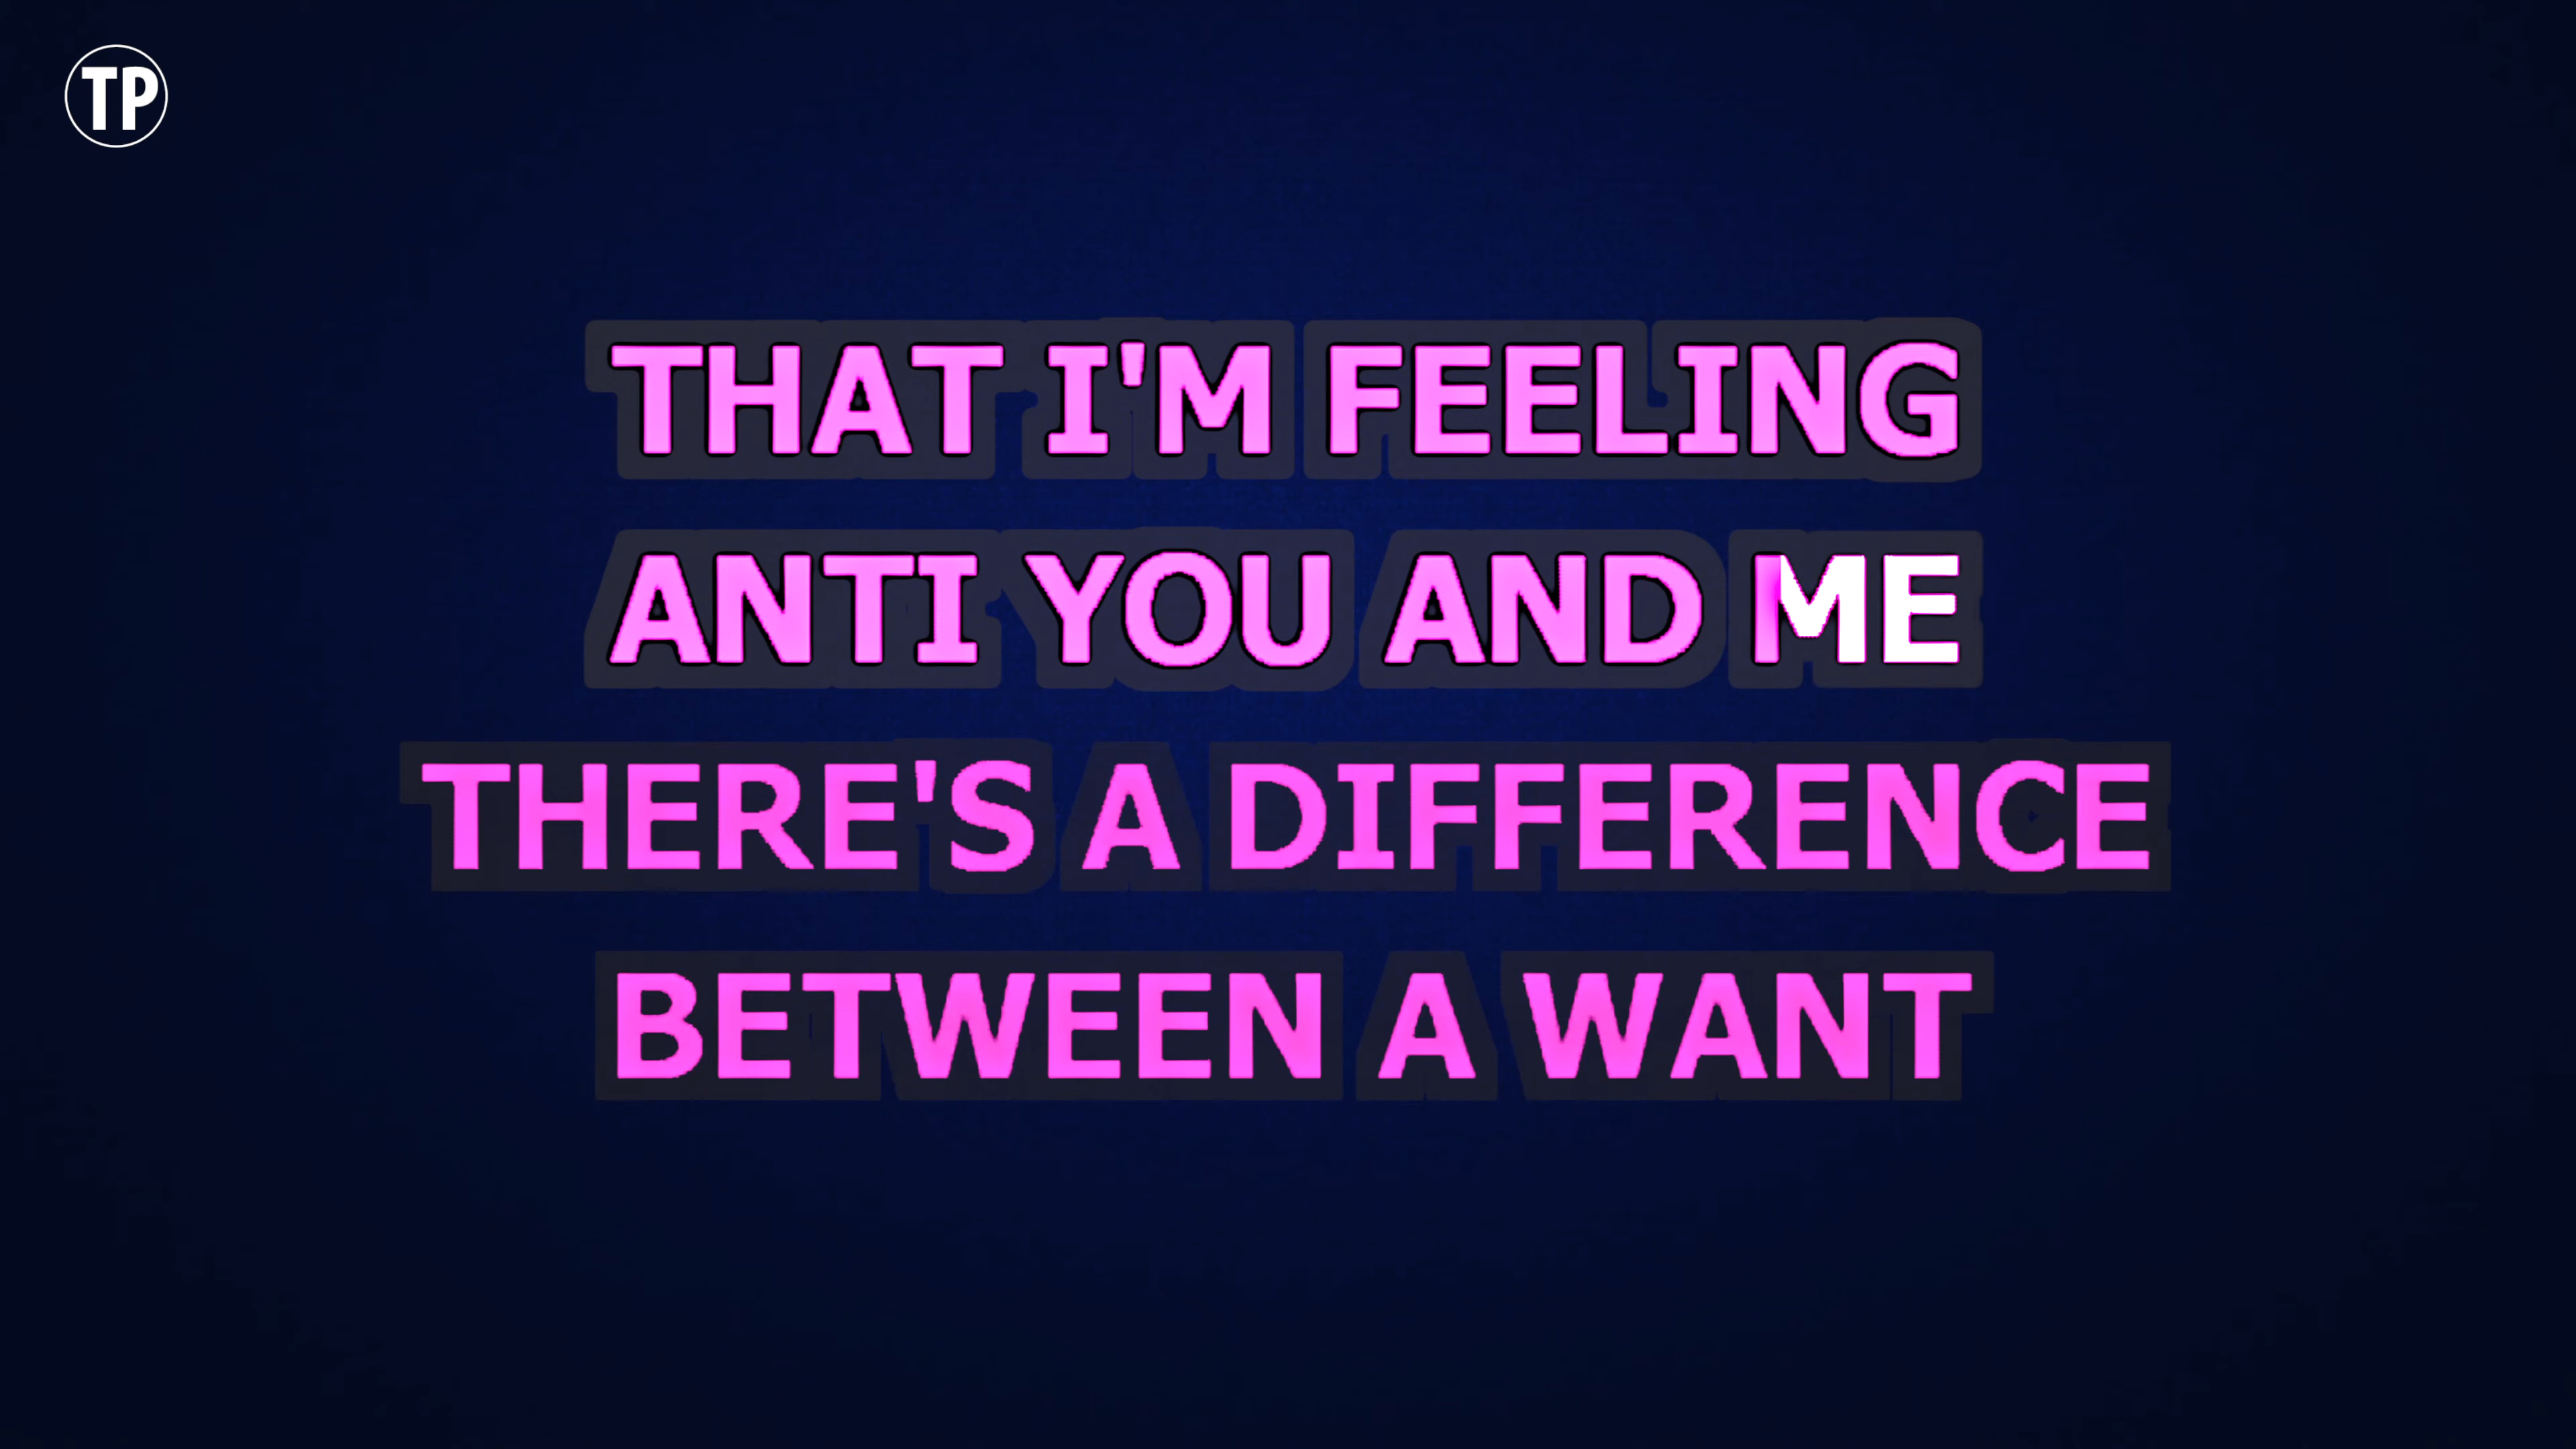 TP
THAT I'M FEELING
ANTI YOU AND ME
THERE'S A DIFFERENCE
BETWEEN A WANT